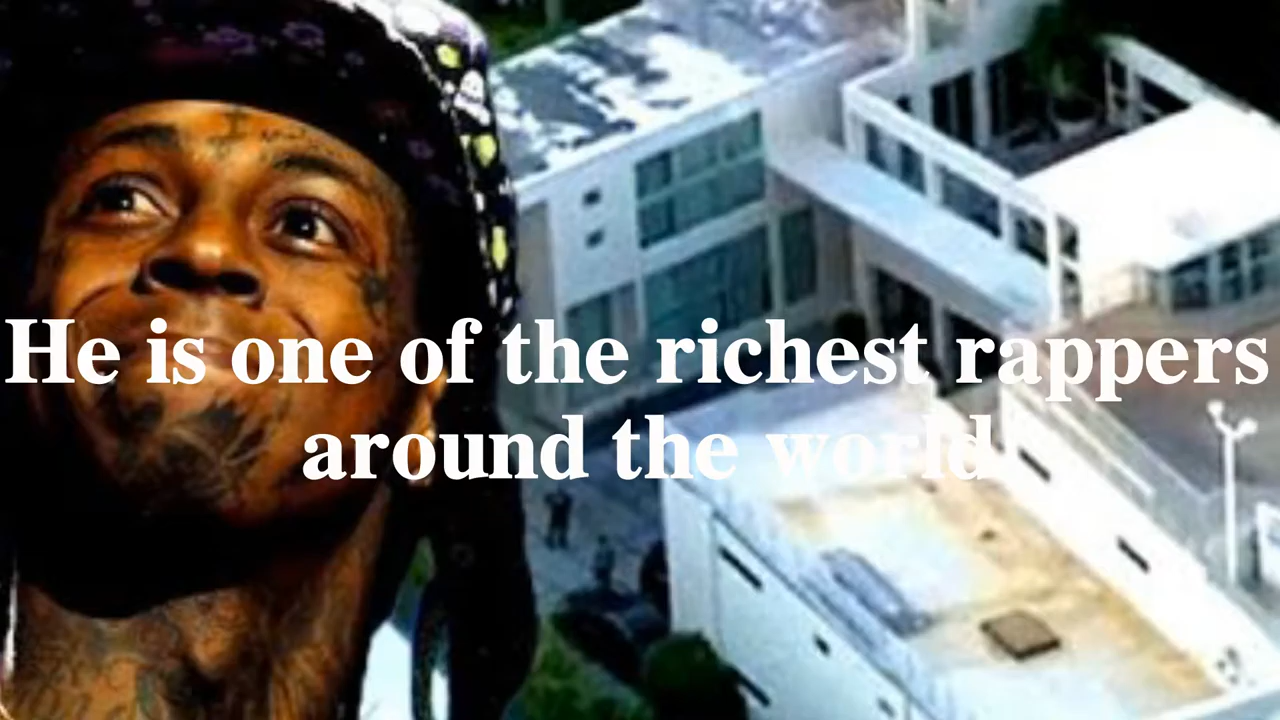 He is one of the richest rappers
around the world